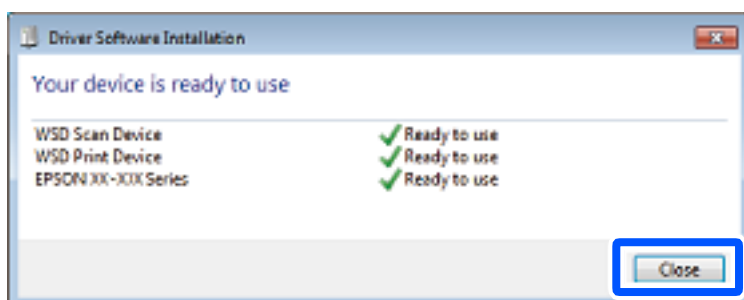 Driver Software Installation
Your device is ready to use
WSD Scan Device Ready to use
WSD Print Device Ready to use
EPSON XX-XXX Series Ready to use
Close